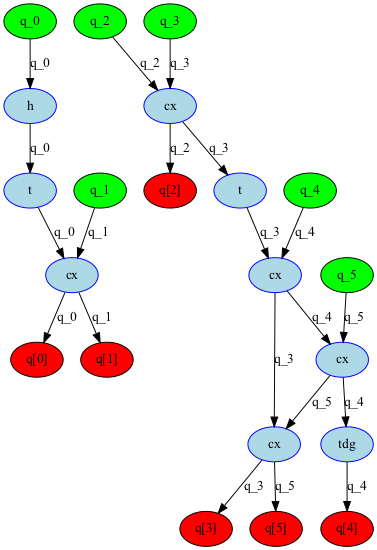 q_0 q_2 q_3
q_0 q_2 q_3
h cx
q_0 q_2 q_3
t q_1 q[2] t q_4
q_0 q_1 q_3 q_4
cx cx q_5
q_0 q_1 q_4 q_5
q[0] q[1] q_3 cx
q_5 q_4
cx tdg
q_3 q_5 q_4
q[3] q[5] q[4]